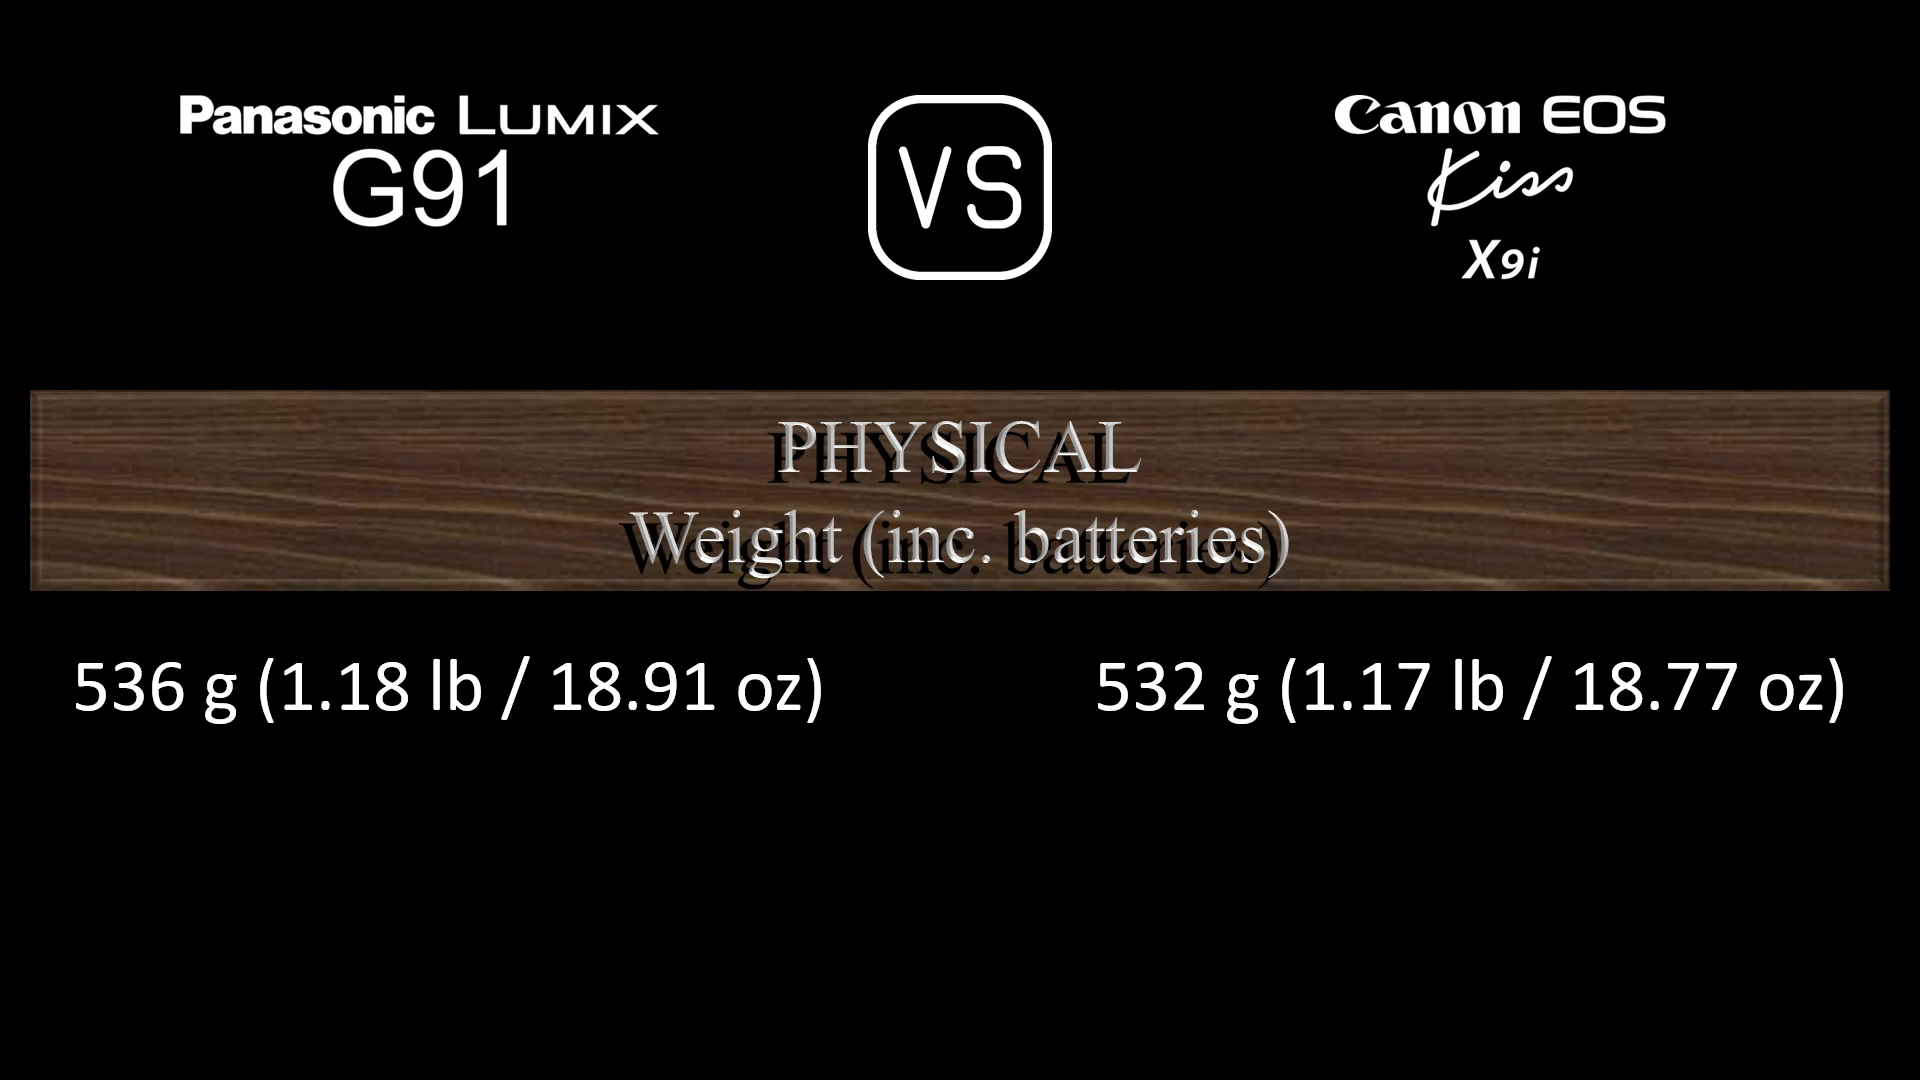 Panasonic LUMIX
G91
VS
Canon EOS
Kiss
X9i
PHYSICAL
Weight (inc. batteries)
536 g (1.18 lb / 18.91 oz)
532 g (1.17 lb / 18.77 oz)